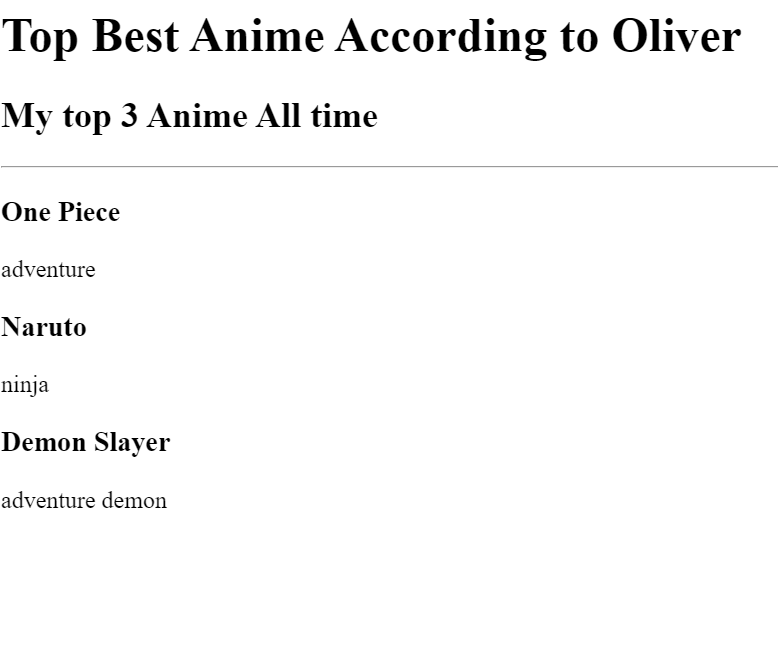 Top Best Anime According to Oliver
My top 3 Anime All time
One Piece
adventure
Naruto
ninja
Demon Slayer
adventure demon